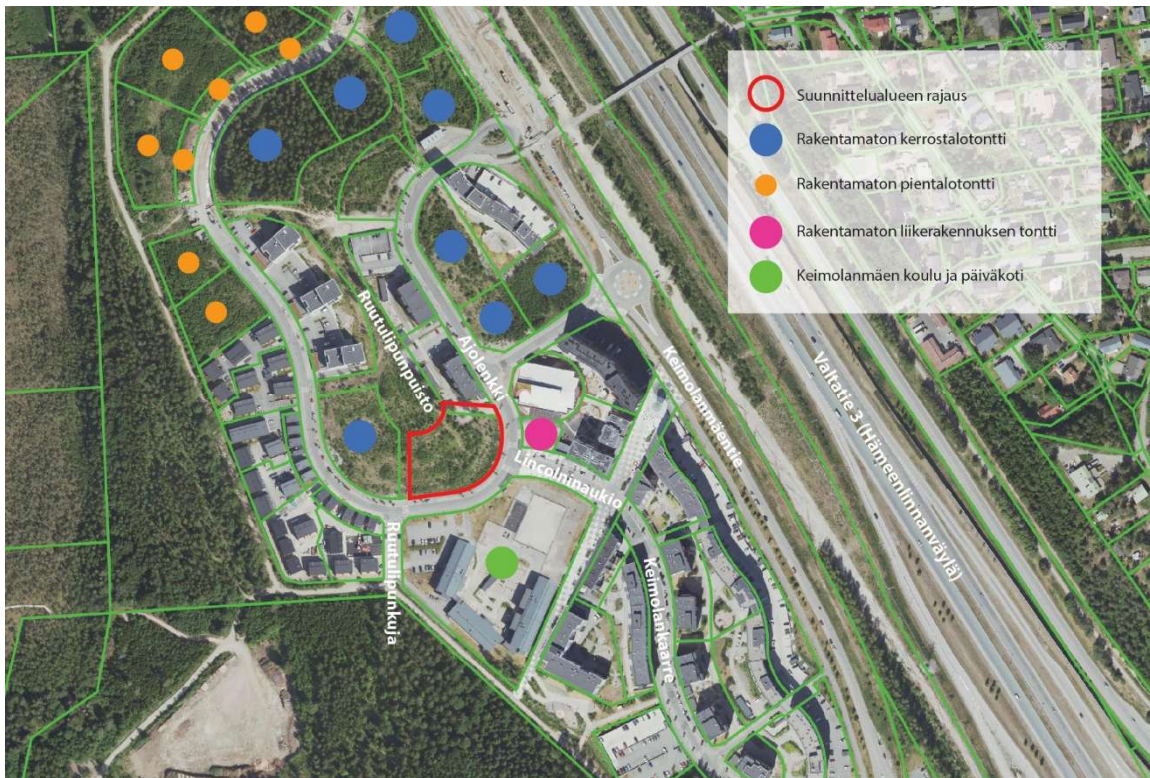 Suunnittelualueen rajaus
Rakentamaton kerrostalotontti
Rakentamaton pientalotontti
Rakentamaton liikerakennuksen tontti
Keimolanmäen koulu ja päiväkoti
Ruutulipunpuisto
Ajolenkki
Keimolanmäentie
Valtatie 3 (Hämeenlinnanväylä)
Lincolninaukio
Ruutulipunkuja
Keimolankaarre